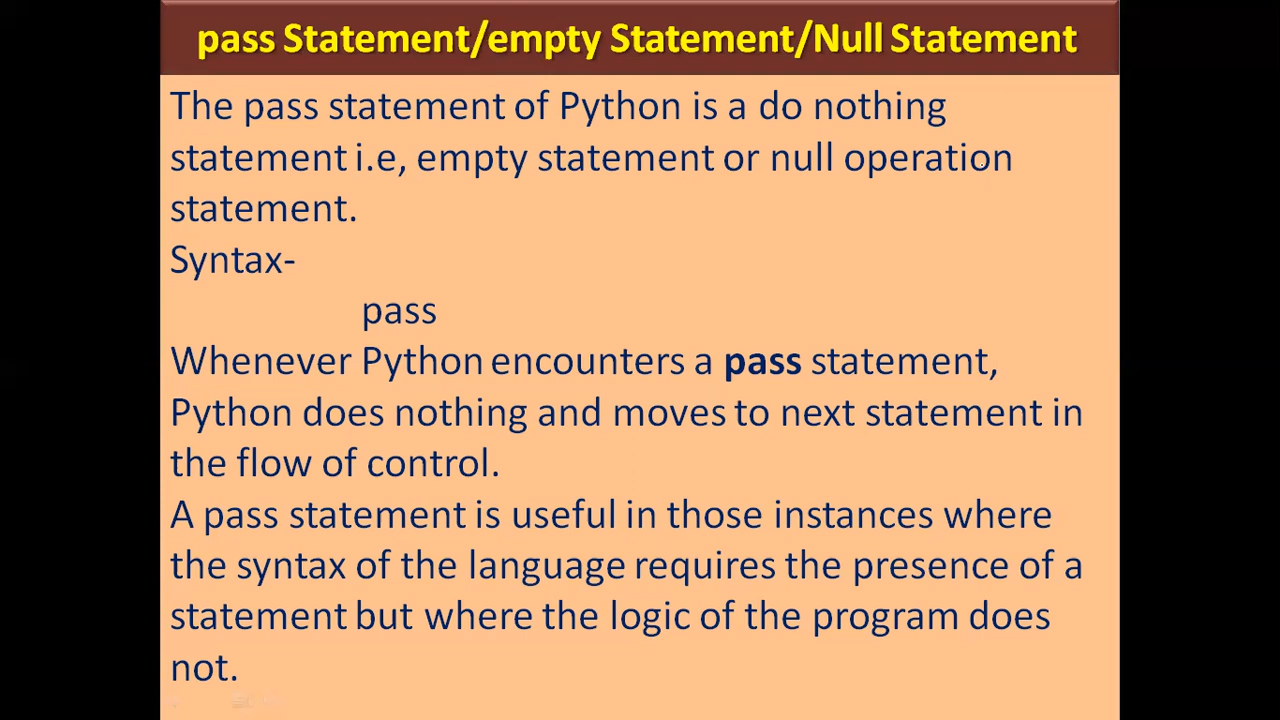 pass Statement/empty Statement/Null Statement
The pass statement of Python is a do nothing
statement i.e, empty statement or null operation
statement.
Syntax-
pass
Whenever Python encounters a pass statement,
Python does nothing and moves to next statement in
the flow of control.
A pass statement is useful in those instances where
the syntax of the language requires the presence of a
statement but where the logic of the program does
not.